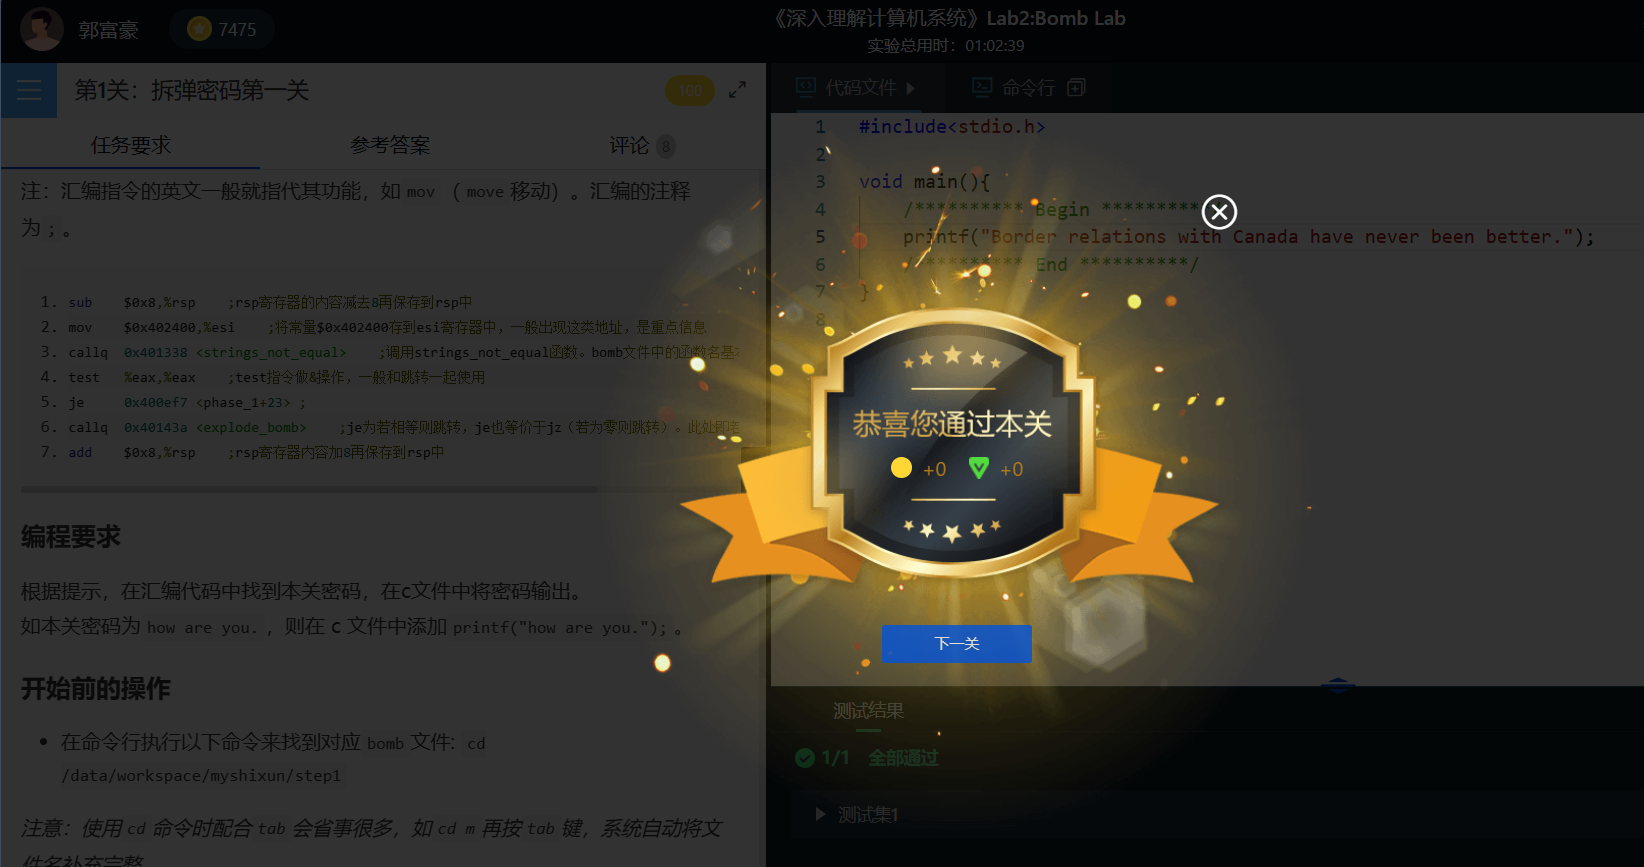 郭富豪
7475
《深入理解计算机系统》Lab2:Bomb Lab
实验总用时：01:02:39
第1关：拆弹密码第一关
100
任务要求 参考答案 评论 8
注：汇编指令的英文一般就指代其功能，如 mov （ move 移动）。汇编的注释
为 ; 。
1. sub $0x8,%rsp ;rsp寄存器的内容减去8再保存到rsp中
2. mov $0x402400,%esi ;将常量$0x402400存到esi寄存器中，一般出现这类地址，是重点信息
3. callq 0x401338 <strings_not_equal> ;调用strings_not_equal函数。bomb文件中的函数名基本
4. test %eax,%eax ;test指令做&操作，一般和跳转一起使用
5. je 0x400ef7 <phase_1+23> ;
6. callq 0x40143a <explode_bomb> ;je为若相等则跳转，je也等价于jz（若为零则跳转）。此处即
7. add $0x8,%rsp ;rsp寄存器内容加8再保存到rsp中
编程要求
根据提示，在汇编代码中找到本关密码，在c文件中将密码输出。
如本关密码为 how are you. ，则在 c 文件中添加 printf("how are you."); 。
开始前的操作
• 在命令行执行以下命令来找到对应 bomb 文件: cd
/data/workspace/myshixun/step1
注意：使用 cd 命令时配合 tab 会省事很多，如 cd m 再按 tab 键，系统自动将文
件名补充完整
代码文件 命令行
1 #include<stdio.h>
2
3 void main(){
4 /********** Begin *********
5 printf("Border relations with Canada have never been better.");
6 /********** End **********/
7 }
8
恭喜您通过本关
+0 +0
下一关
测试结果
1/1 全部通过
测试集1